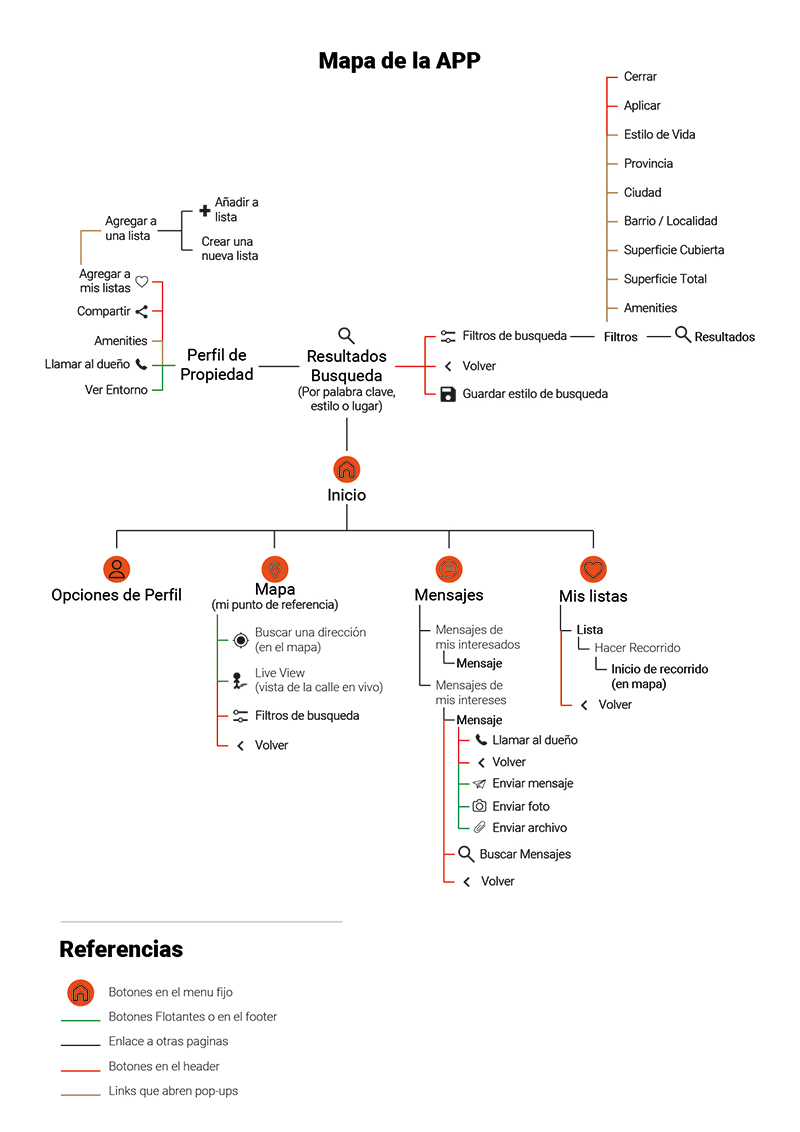 Mapa de la APP
Cerrar
Aplicar
Estilo de Vida
Provincia
Ciudad
Barrio / Localidad
Superficie Cubierta
Superficie Total
Amenities
Añadir a
lista
Agregar a
una lista
Crear una
nueva lista
Agregar a
mis listas
Compartir
Amenities
Llamar al dueño
Ver Entorno
Perfil de
Propiedad
Resultados
Busqueda
(Por palabra clave,
estilo o lugar)
Filtros de busqueda
Filtros
Resultados
Volver
Guardar estilo de busqueda
Inicio
Opciones de Perfil
Mapa
(mi punto de referencia)
Buscar una dirección
(en el mapa)
Live View
(vista de la calle en vivo)
Filtros de busqueda
Volver
Mensajes
Mensajes de
mis interesados
Mensaje
Mensajes de
mis intereses
Mensaje
Llamar al dueño
Volver
Enviar mensaje
Enviar foto
Enviar archivo
Buscar Mensajes
Volver
Mis listas
Lista
Hacer Recorrido
Inicio de recorrido
(en mapa)
Volver
Referencias
Botones en el menu fijo
Botones Flotantes o en el footer
Enlace a otras paginas
Botones en el header
Links que abren pop-ups